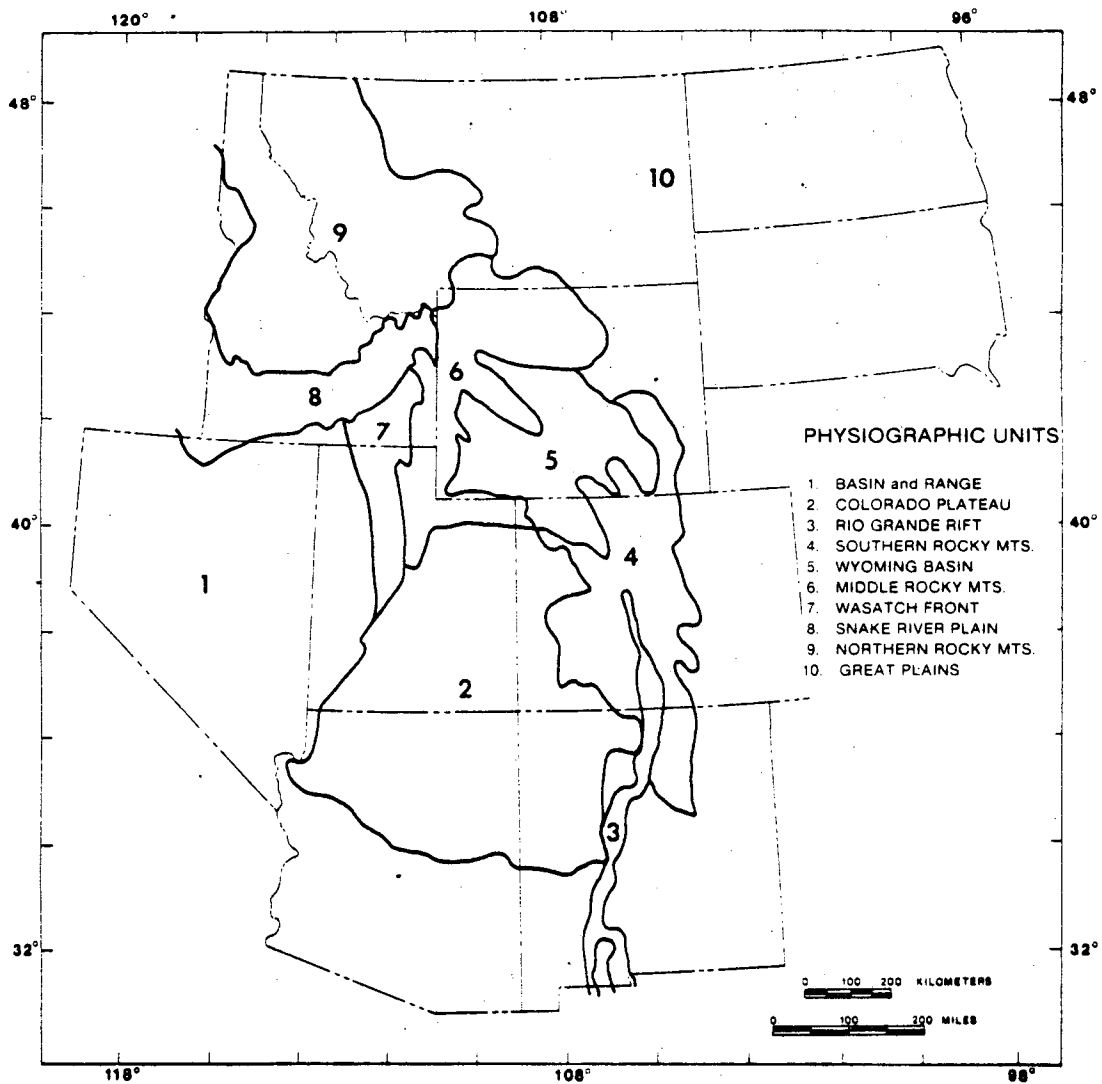 120° 108° 96°
48° 48°
10
9
6
8
7
PHYSIOGRAPHIC UNITS
5
1. BASIN and RANGE
2. COLORADO PLATEAU
40° 40°
3. RIO GRANDE RIFT
4
4. SOUTHERN ROCKY MTS.
5. WYOMING BASIN
1
6. MIDDLE ROCKY MTS.
7. WASATCH FRONT
8. SNAKE RIVER PLAIN
9. NORTHERN ROCKY MTS.
10. GREAT PLAINS
2
3
32° 32°
0 100 200 KILOMETERS
0 100 200 MILES
118° 108° 98°